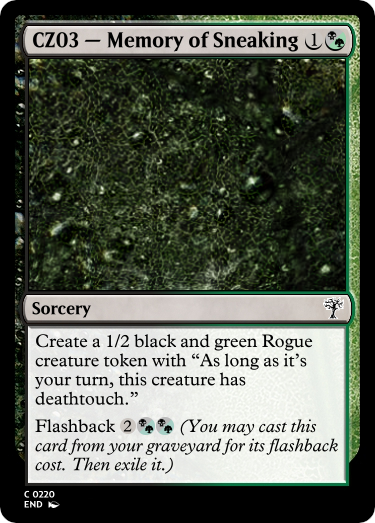 CZ03 — Memory of Sneaking 1
Sorcery
Create a 1/2 black and green Rogue
creature token with “As long as it’s
your turn, this creature has
deathtouch.”
Flashback 2 (You may cast this
card from your graveyard for its flashback
cost. Then exile it.)
C 0220
END